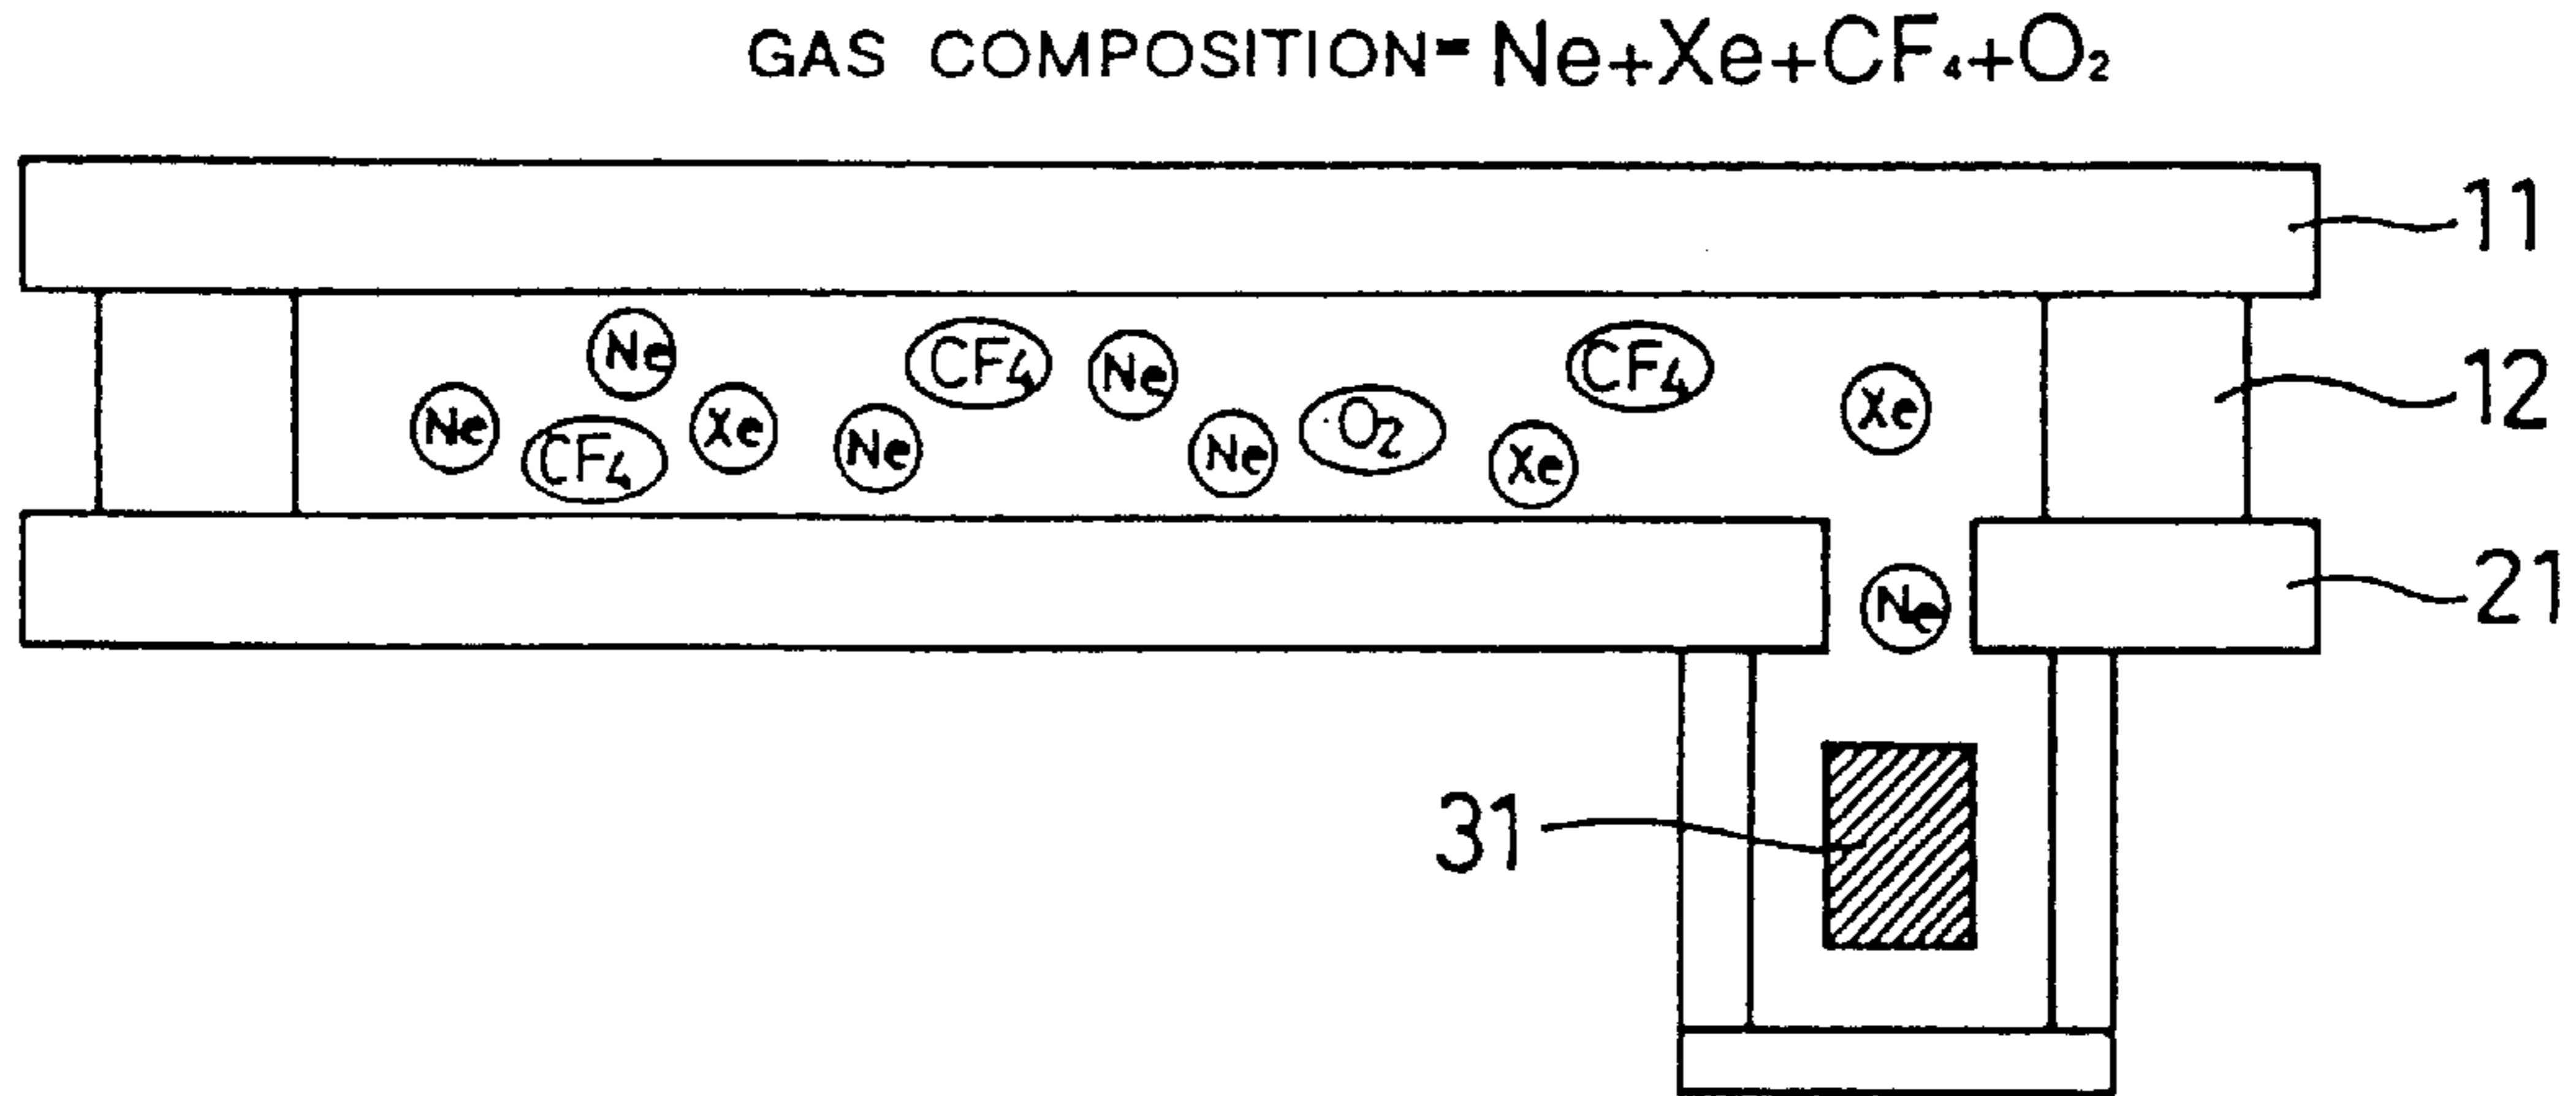 GAS COMPOSITION=Ne+Xe+CF₄+O₂
11
Ne
CF₄
Ne
CF₄
Xe
12
Ne
CF₄
Xe
Ne
Ne
O₂
Xe
21
Ne
31